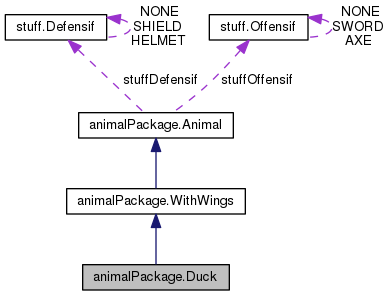 stuff.Defensif
NONE
SHIELD
HELMET
stuff.Offensif
NONE
SWORD
AXE
stuffDefensif
stuffOffensif
animalPackage.Animal
animalPackage.WithWings
animalPackage.Duck